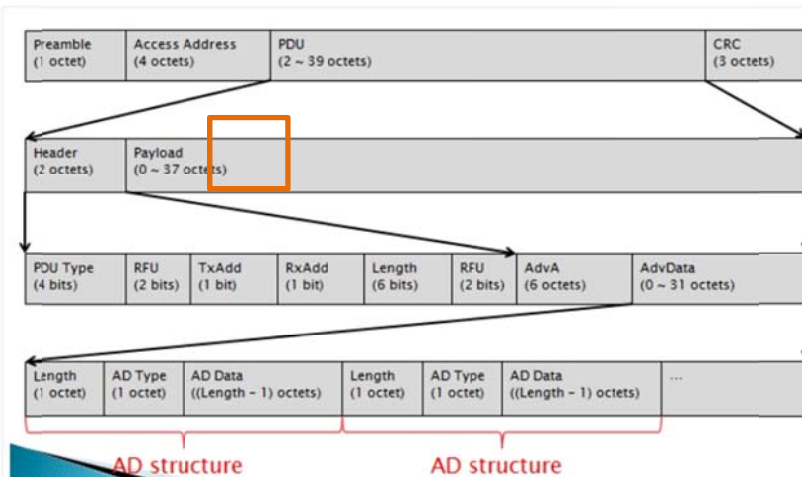 Preamble
(1 octet)
Access Address
(4 octets)
PDU
(2 ~ 39 octets)
CRC
(3 octets)
Header
(2 octets)
Payload
(0 ~ 37 octets)
PDU Type
(4 bits)
RFU
(2 bits)
TxAdd
(1 bit)
RxAdd
(1 bit)
Length
(6 bits)
RFU
(2 bits)
AdvA
(6 octets)
AdvData
(0 ~ 31 octets)
Length
(1 octet)
AD Type
(1 octet)
AD Data
((Length - 1) octets)
Length
(1 octet)
AD Type
(1 octet)
AD Data
((Length - 1) octets)
...
AD structure
AD structure